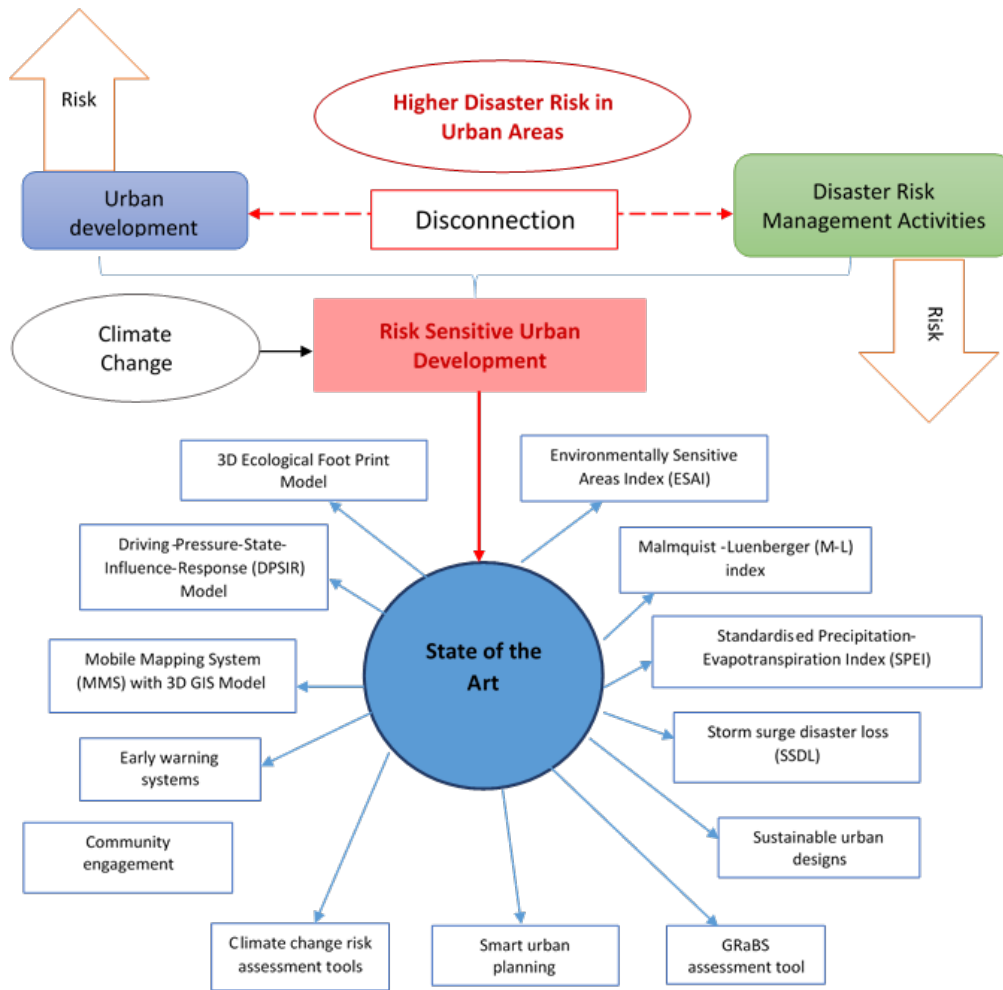 Risk
Higher Disaster Risk in
Urban Areas
Urban
development
Disconnection
Disaster Risk
Management Activities
Climate
Change
Risk Sensitive Urban
Development
Risk
3D Ecological Foot Print
Model
Environmentally Sensitive
Areas Index (ESAI)
Driving-Pressure-State-
Influence-Response (DPSIR)
Model
Malmquist -Luenberger (M-L)
index
Mobile Mapping System
(MMS) with 3D GIS Model
State of the
Art
Standardised Precipitation-
Evapotranspiration Index (SPEI)
Early warning
systems
Storm surge disaster loss
(SSDL)
Community
engagement
Sustainable urban
designs
Climate change risk
assessment tools
Smart urban
planning
GRaBS
assessment tool